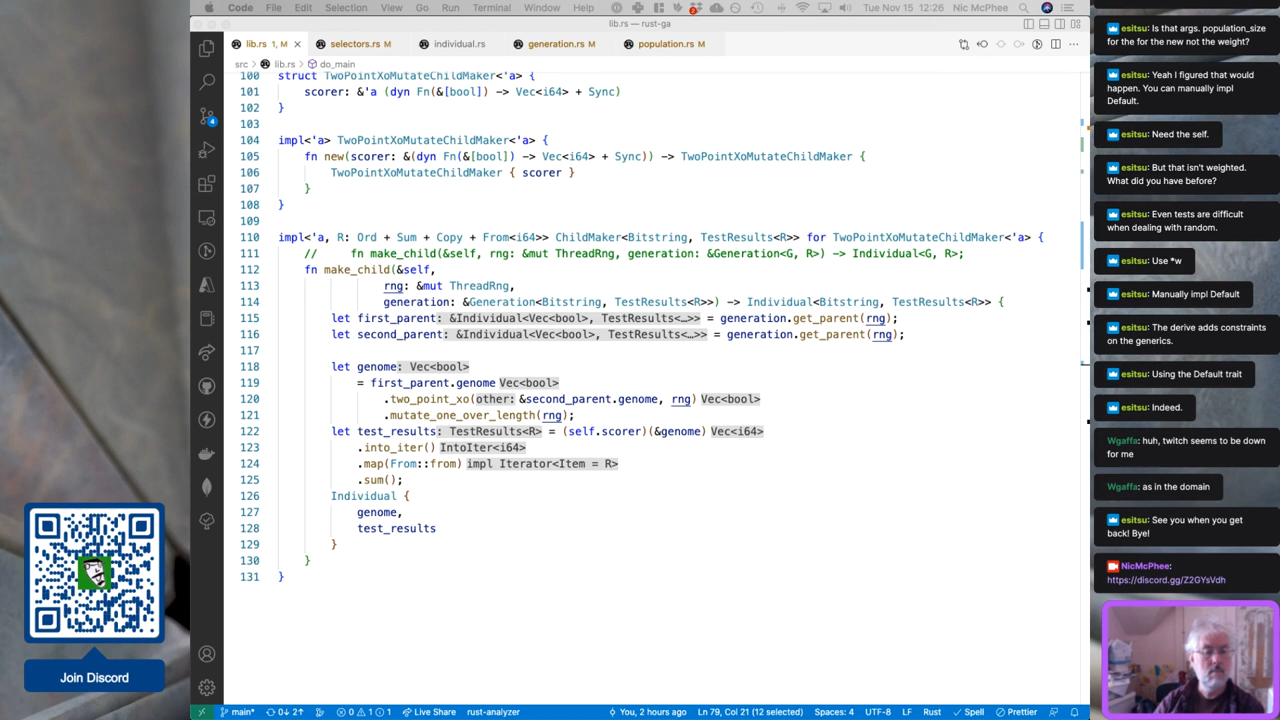 Code File Edit Selection View Go Run Terminal Window Help Tue Nov 15 12:26 Nic McPhee
lib.rs — rust-ga
lib.rs 1, M selectors.rs M individual.rs generation.rs M population.rs M
src > lib.rs > do_main
100 struct TwoPointXoMutateChildMaker<'a> {
101 scorer: &'a (dyn Fn(&[bool]) -> Vec<i64> + Sync)
102 }
103
104 impl<'a> TwoPointXoMutateChildMaker<'a> {
105 fn new(scorer: &(dyn Fn(&[bool]) -> Vec<i64> + Sync)) -> TwoPointXoMutateChildMaker {
106 TwoPointXoMutateChildMaker { scorer }
107 }
108 }
109
110 impl<'a, R: Ord + Sum + Copy + From<i64>> ChildMaker<Bitstring, TestResults<R>> for TwoPointXoMutateChildMaker<'a> {
111 // fn make_child(&self, rng: &mut ThreadRng, generation: &Generation<G, R>) -> Individual<G, R>;
112 fn make_child(&self,
113 rng: &mut ThreadRng,
114 generation: &Generation<Bitstring, TestResults<R>>) -> Individual<Bitstring, TestResults<R>> {
115 let first_parent: &Individual<Vec<bool>, TestResults<…>> = generation.get_parent(rng);
116 let second_parent: &Individual<Vec<bool>, TestResults<…>> = generation.get_parent(rng);
117
118 let genome: Vec<bool>
119 = first_parent.genome Vec<bool>
120 .two_point_xo(other: &second_parent.genome, rng) Vec<bool>
121 .mutate_one_over_length(rng);
122 let test_results: TestResults<R> = (self.scorer)(&genome) Vec<i64>
123 .into_iter() IntoIter<i64>
124 .map(From::from) impl Iterator<Item = R>
125 .sum();
126 Individual {
127 genome,
128 test_results
129 }
130 }
131 }
4
2
main* 0↓ 2↑ 0 1 1 Live Share rust-analyzer You, 2 hours ago Ln 79, Col 21 (12 selected) Spaces: 4 UTF-8 LF Rust Spell Prettier
Join Discord
esitsu: Is that args. population_size
for the for the new not the weight?
esitsu: Yeah I figured that would
happen. You can manually impl
Default.
esitsu: Need the self.
esitsu: But that isn't weighted.
What did you have before?
esitsu: Even tests are difficult
when dealing with random.
esitsu: Use *w
esitsu: Manually impl Default
esitsu: The derive adds constraints
on the generics.
esitsu: Using the Default trait
esitsu: Indeed.
Wgaffa: huh, twitch seems to be down
for me
Wgaffa: as in the domain
esitsu: See you when you get
back! Bye!
NicMcPhee:
https://discord.gg/Z2GYsVdh